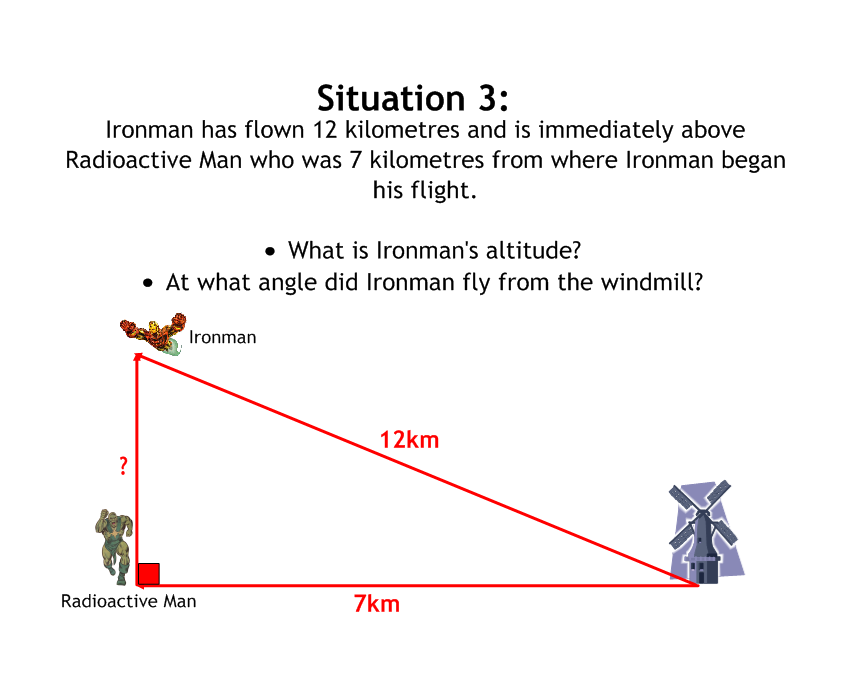 Situation 3:
Ironman has flown 12 kilometres and is immediately above
Radioactive Man who was 7 kilometres from where Ironman began
his flight.
• What is Ironman's altitude?
• At what angle did Ironman fly from the windmill?
Ironman
12km
?
Radioactive Man
7km